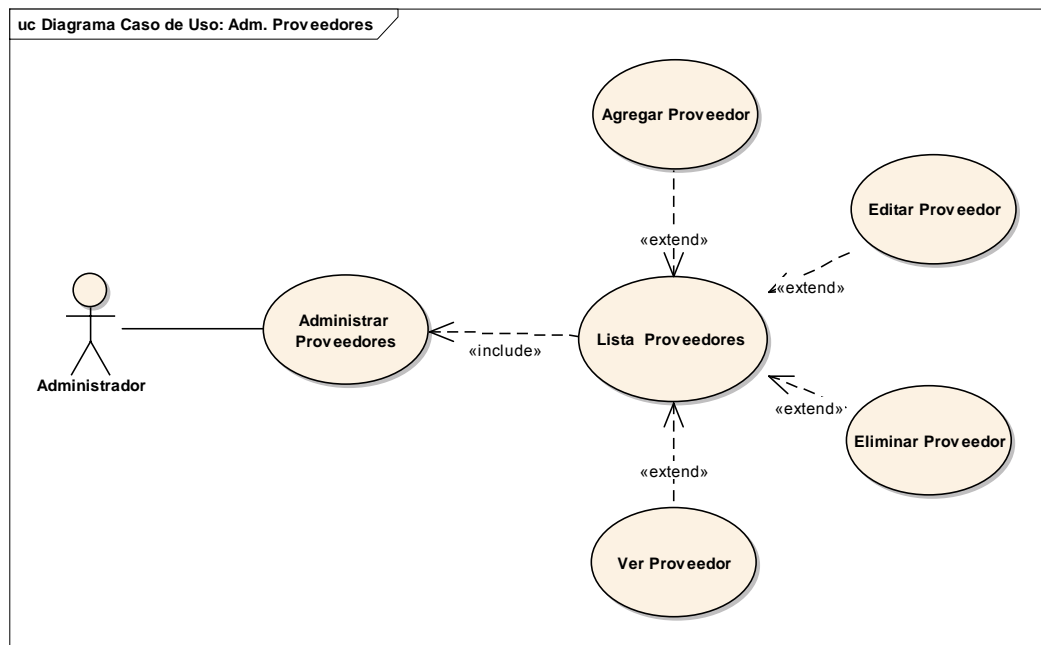 uc Diagrama Caso de Uso: Adm. Proveedores
Agregar Proveedor
Editar Proveedor
«extend»
«extend»
Administrar
Proveedores
Lista Proveedores
«include»
Administrador
«extend»
Eliminar Proveedor
«extend»
Ver Proveedor